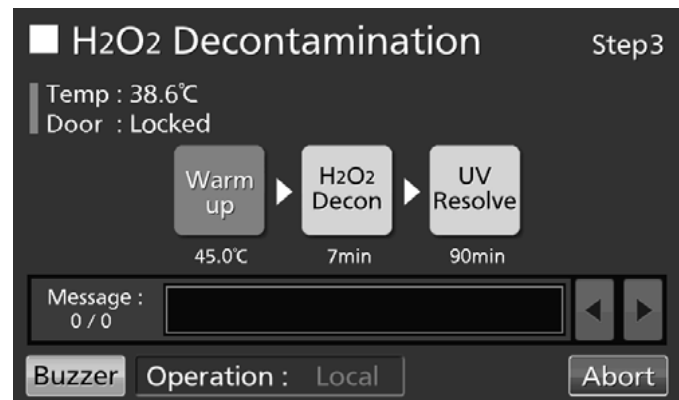 H2O2 Decontamination Step3
Temp : 38.6℃
Door : Locked
Warm up
H2O2 Decon
UV Resolve
45.0℃ 7min 90min
Message :
0 / 0
Buzzer Operation : Local Abort